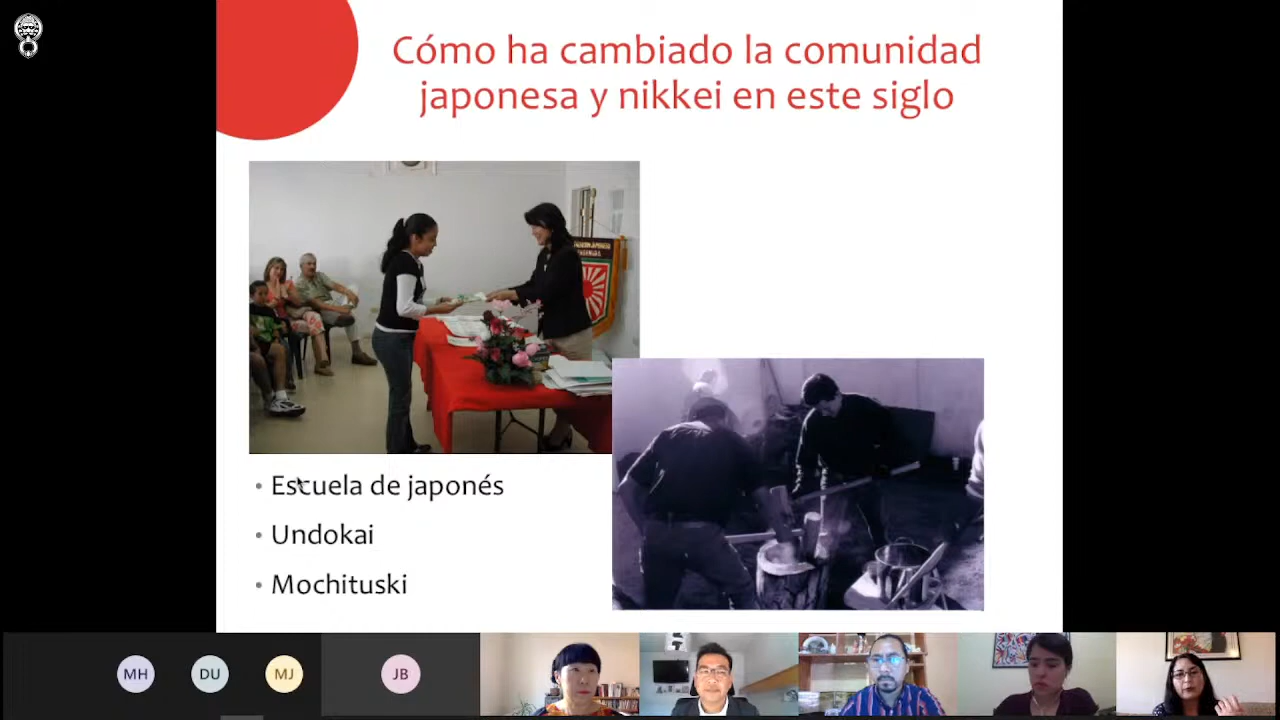 Cómo ha cambiado la comunidad
japonesa y nikkei en este siglo
• Escuela de japonés
• Undokai
• Mochituski
MH
DU
MJ
JB